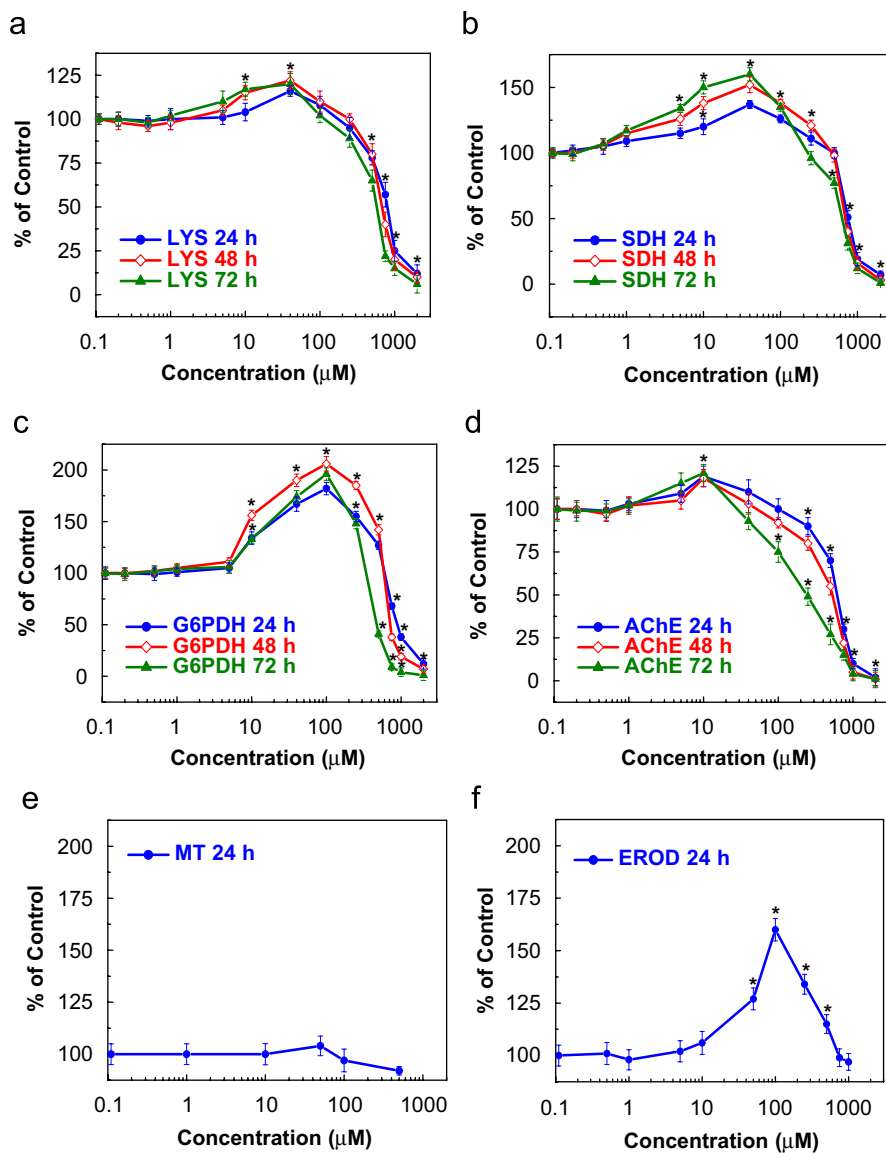 a
% of Control
125
100
75
50
25
0
LYS 24 h
LYS 48 h
LYS 72 h
* * * * * *
0.1 1 10 100 1000
Concentration (μM)
b
% of Control
150
100
50
0
SDH 24 h
SDH 48 h
SDH 72 h
* * * * * * * * * *
0.1 1 10 100 1000
Concentration (μM)
c
% of Control
200
150
100
50
0
G6PDH 24 h
G6PDH 48 h
G6PDH 72 h
* * * * * * * * * * * * * *
0.1 1 10 100 1000
Concentration (μM)
d
% of Control
125
100
75
50
25
0
AChE 24 h
AChE 48 h
AChE 72 h
* * * * * * * * *
0.1 1 10 100 1000
Concentration (μM)
e
% of Control
200
175
150
125
100
MT 24 h
0.1 1 10 100 1000
Concentration (μM)
f
% of Control
200
175
150
125
100
EROD 24 h
* * * *
0.1 1 10 100 1000
Concentration (μM)